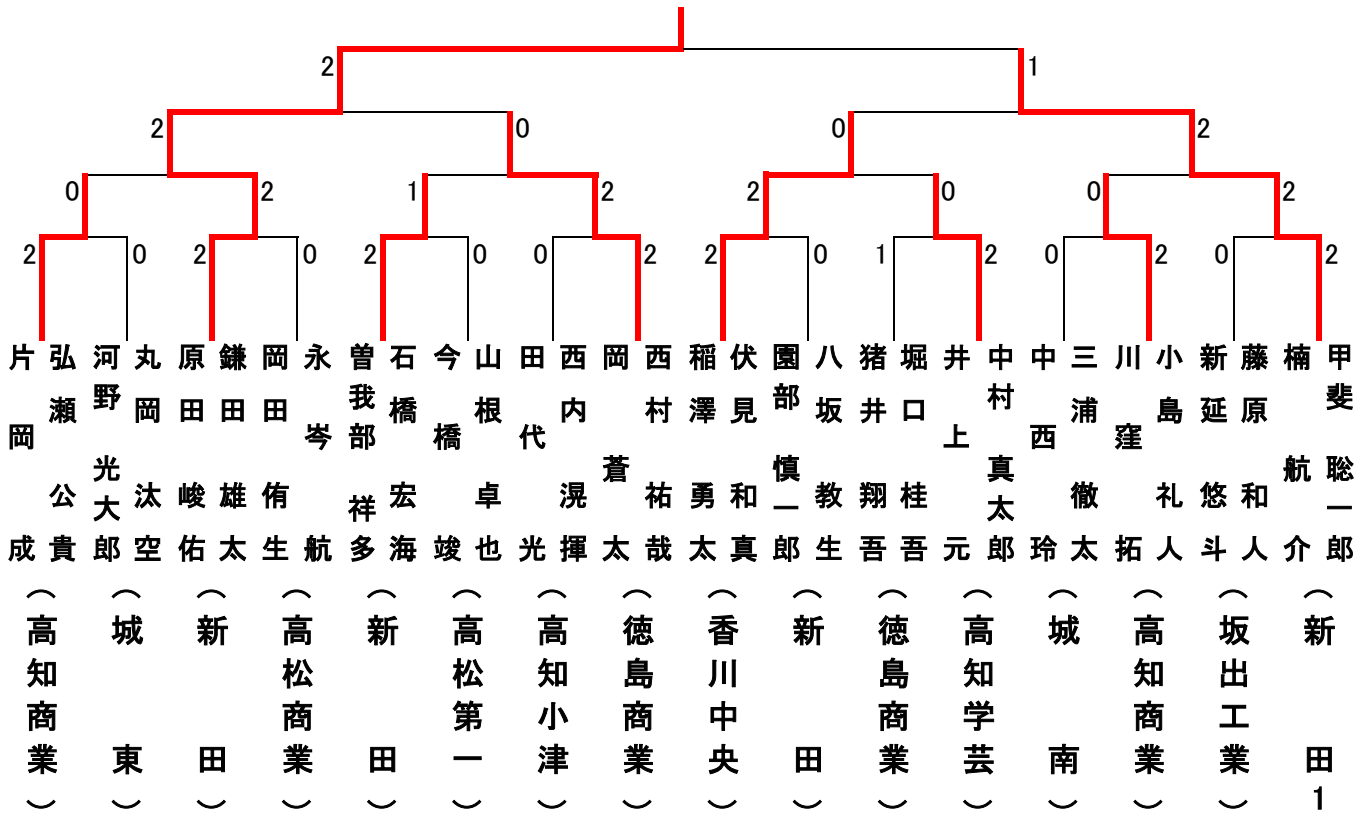 2 1
2 0 0 2
0 2 1 2 2 0 0 2
2 0 2 0 2 0 0 2 2 0 1 2 0 2 0 2
片岡成
弘瀬公貴
(高知商業)
河野光大郎
丸岡汰空
(城東)
原田峻佑
鎌田雄太
(新田)
岡田侑生
永岑航
(高松商業)
曽我部祥多
石橋宏海
(新田)
今橋竣
山根卓也
(高松第一)
田代光
西内滉揮
(高知小津)
岡蒼太
西村祐哉
(徳島商業)
稲澤勇太
伏見和真
(香川中央)
園部慎一郎
八坂教生
(新田)
猪井翔吾
堀口桂吾
(徳島商業)
井上元
中村真太郎
(高知学芸)
中西玲
三浦徹太
(城南)
川窪拓
小島礼人
(高知商業)
新延悠斗
藤原和人
(坂出工業)
楠航介
甲斐聡一郎
(新田)1